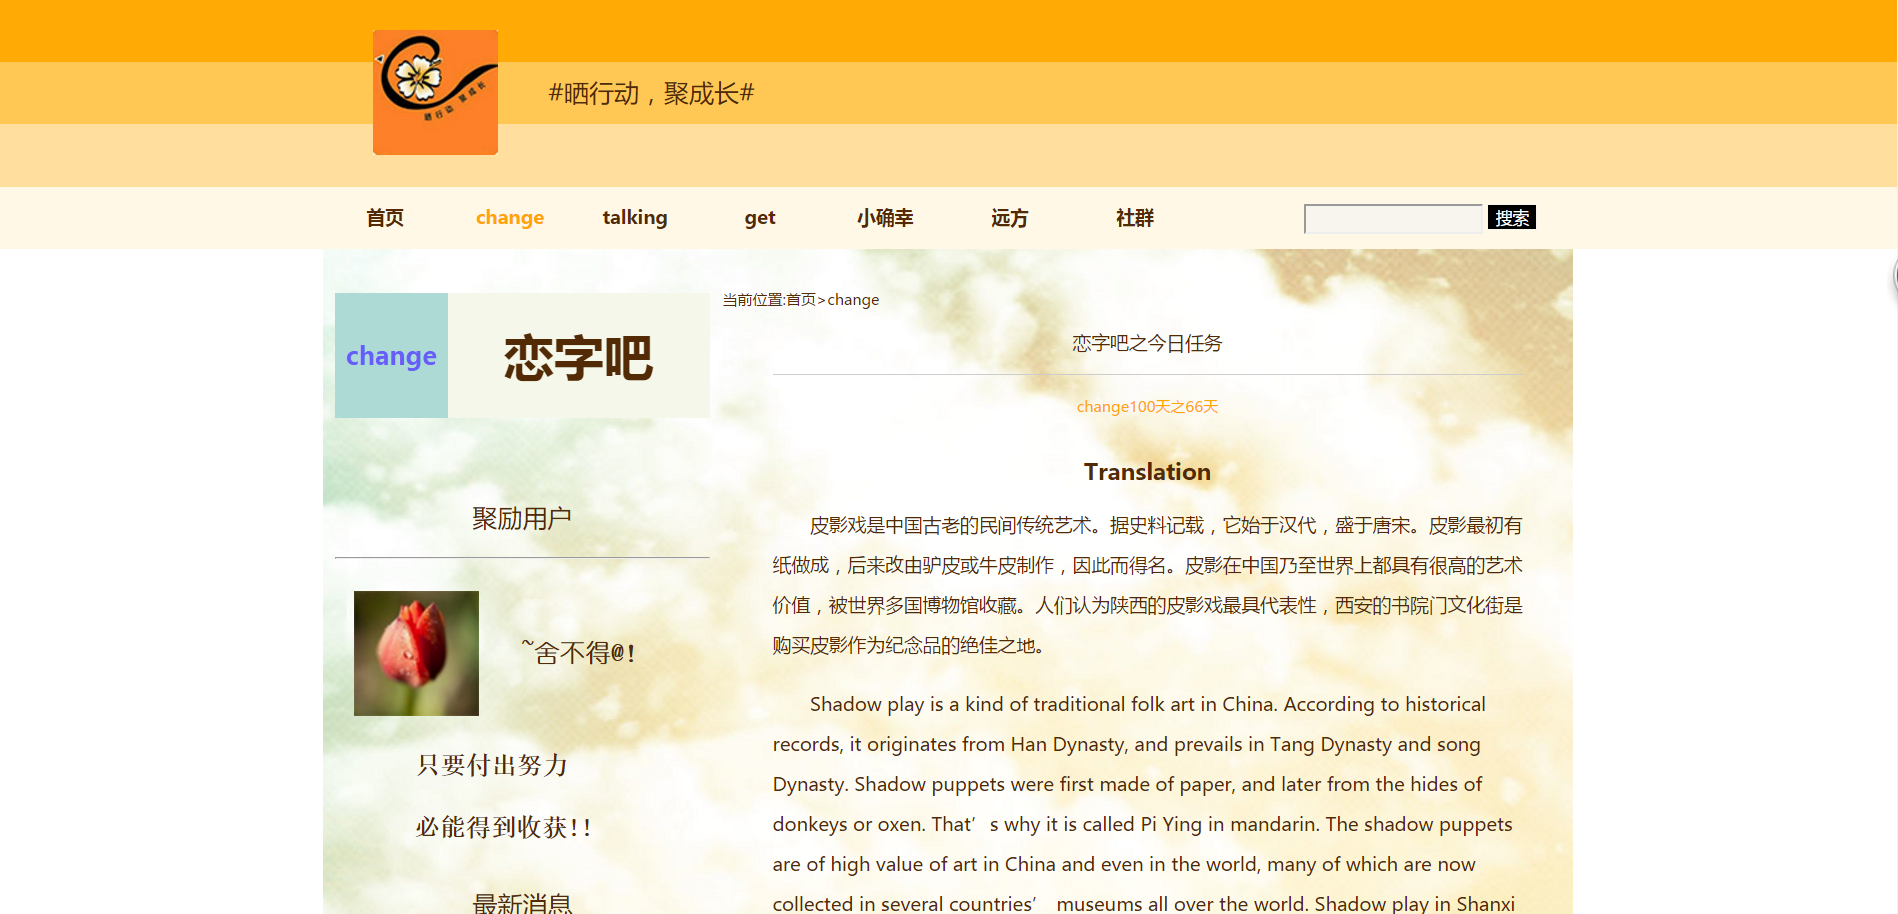 晒行动 聚成长
#晒行动，聚成长#
首页 change talking get 小确幸 远方 社群 搜索
change 恋字吧
聚励用户
~舍不得@!
只要付出努力
必能得到收获!!
最新消息
当前位置:首页>change
恋字吧之今日任务
change100天之66天
Translation
皮影戏是中国古老的民间传统艺术。据史料记载，它始于汉代，盛于唐宋。皮影最初有
纸做成，后来改由驴皮或牛皮制作，因此而得名。皮影在中国乃至世界上都具有很高的艺术
价值，被世界多国博物馆收藏。人们认为陕西的皮影戏最具代表性，西安的书院门文化街是
购买皮影作为纪念品的绝佳之地。
Shadow play is a kind of traditional folk art in China. According to historical
records, it originates from Han Dynasty, and prevails in Tang Dynasty and song
Dynasty. Shadow puppets were first made of paper, and later from the hides of
donkeys or oxen. That’s why it is called Pi Ying in mandarin. The shadow puppets
are of high value of art in China and even in the world, many of which are now
collected in several countries’ museums all over the world. Shadow play in Shanxi